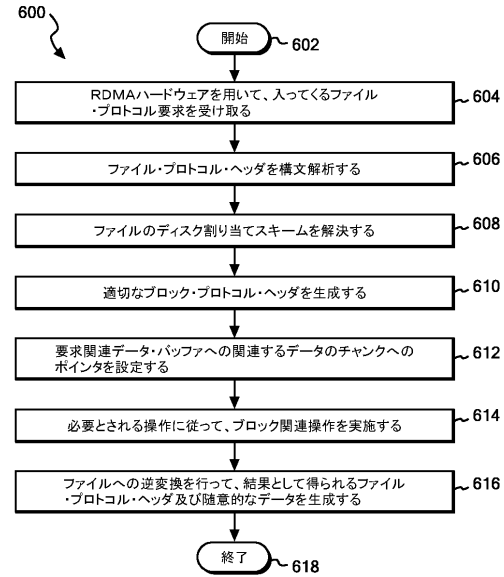 600
開始
602
RDMAハードウェアを用いて、入ってくるファイル
・プロトコル要求を受け取る
604
ファイル・プロトコル・ヘッダを構文解析する
606
ファイルのディスク割り当てスキームを解決する
608
適切なブロック・プロトコル・ヘッダを生成する
610
要求関連データ・バッファへの関連するデータのチャンクへの
ポインタを設定する
612
必要とされる操作に従って、ブロック関連操作を実施する
614
ファイルへの逆変換を行って、結果として得られるファイル
・プロトコル・ヘッダ及び随意的なデータを生成する
616
終了
618